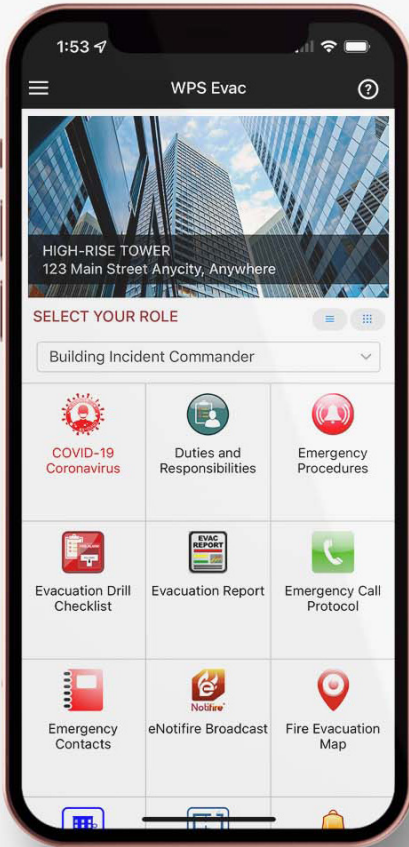 1:53
WPS Evac
HIGH-RISE TOWER
123 Main Street Anycity, Anywhere
SELECT YOUR ROLE
Building Incident Commander
COVID-19
Coronavirus
Duties and
Responsibilities
Emergency
Procedures
EVAC
REPORT
Evacuation Drill
Checklist
Evacuation Report
Emergency Call
Protocol
Notifire
Emergency
Contacts
eNotifire Broadcast
Fire Evacuation
Map